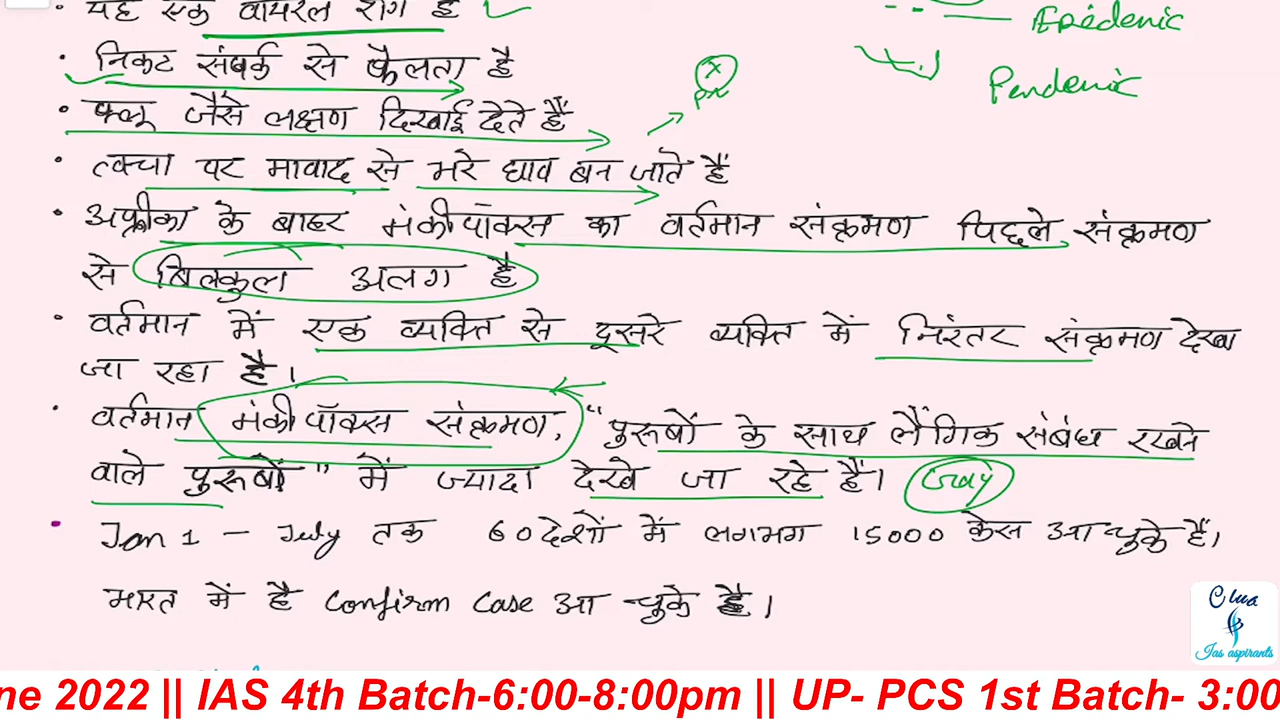 • यह एक वायरल रोग है
Epedemic
• निकट संपर्क से फैलता है
Pendemic
• फ्लू जैसे लक्षण दिखाई देते हैं
• त्वचा पर मावाद से भरे घाव बन जाते हैं
• अफ्रीका के बाहर मंकीपॉक्स का वर्तमान संक्रमण पिछले संक्रमण
से बिलकुल अलग है
• वर्तमान में एक व्यक्ति से दूसरे व्यक्ति में निरंतर संक्रमण देखा
जा रहा है।
• वर्तमान मंकीपॉक्स संक्रमण, "पुरूषों के साथ लैंगिक संबंध रखने
वाले पुरूषों" में ज्यादा देखे जा रहे हैं। Gay
• Jan 1 - July तक 60 देशों में लगभग 15000 केस आ चुके हैं।
भारत में है Confirm Case आ चुके है।
Ias aspirants
ne 2022 || IAS 4th Batch-6:00-8:00pm || UP- PCS 1st Batch- 3:00